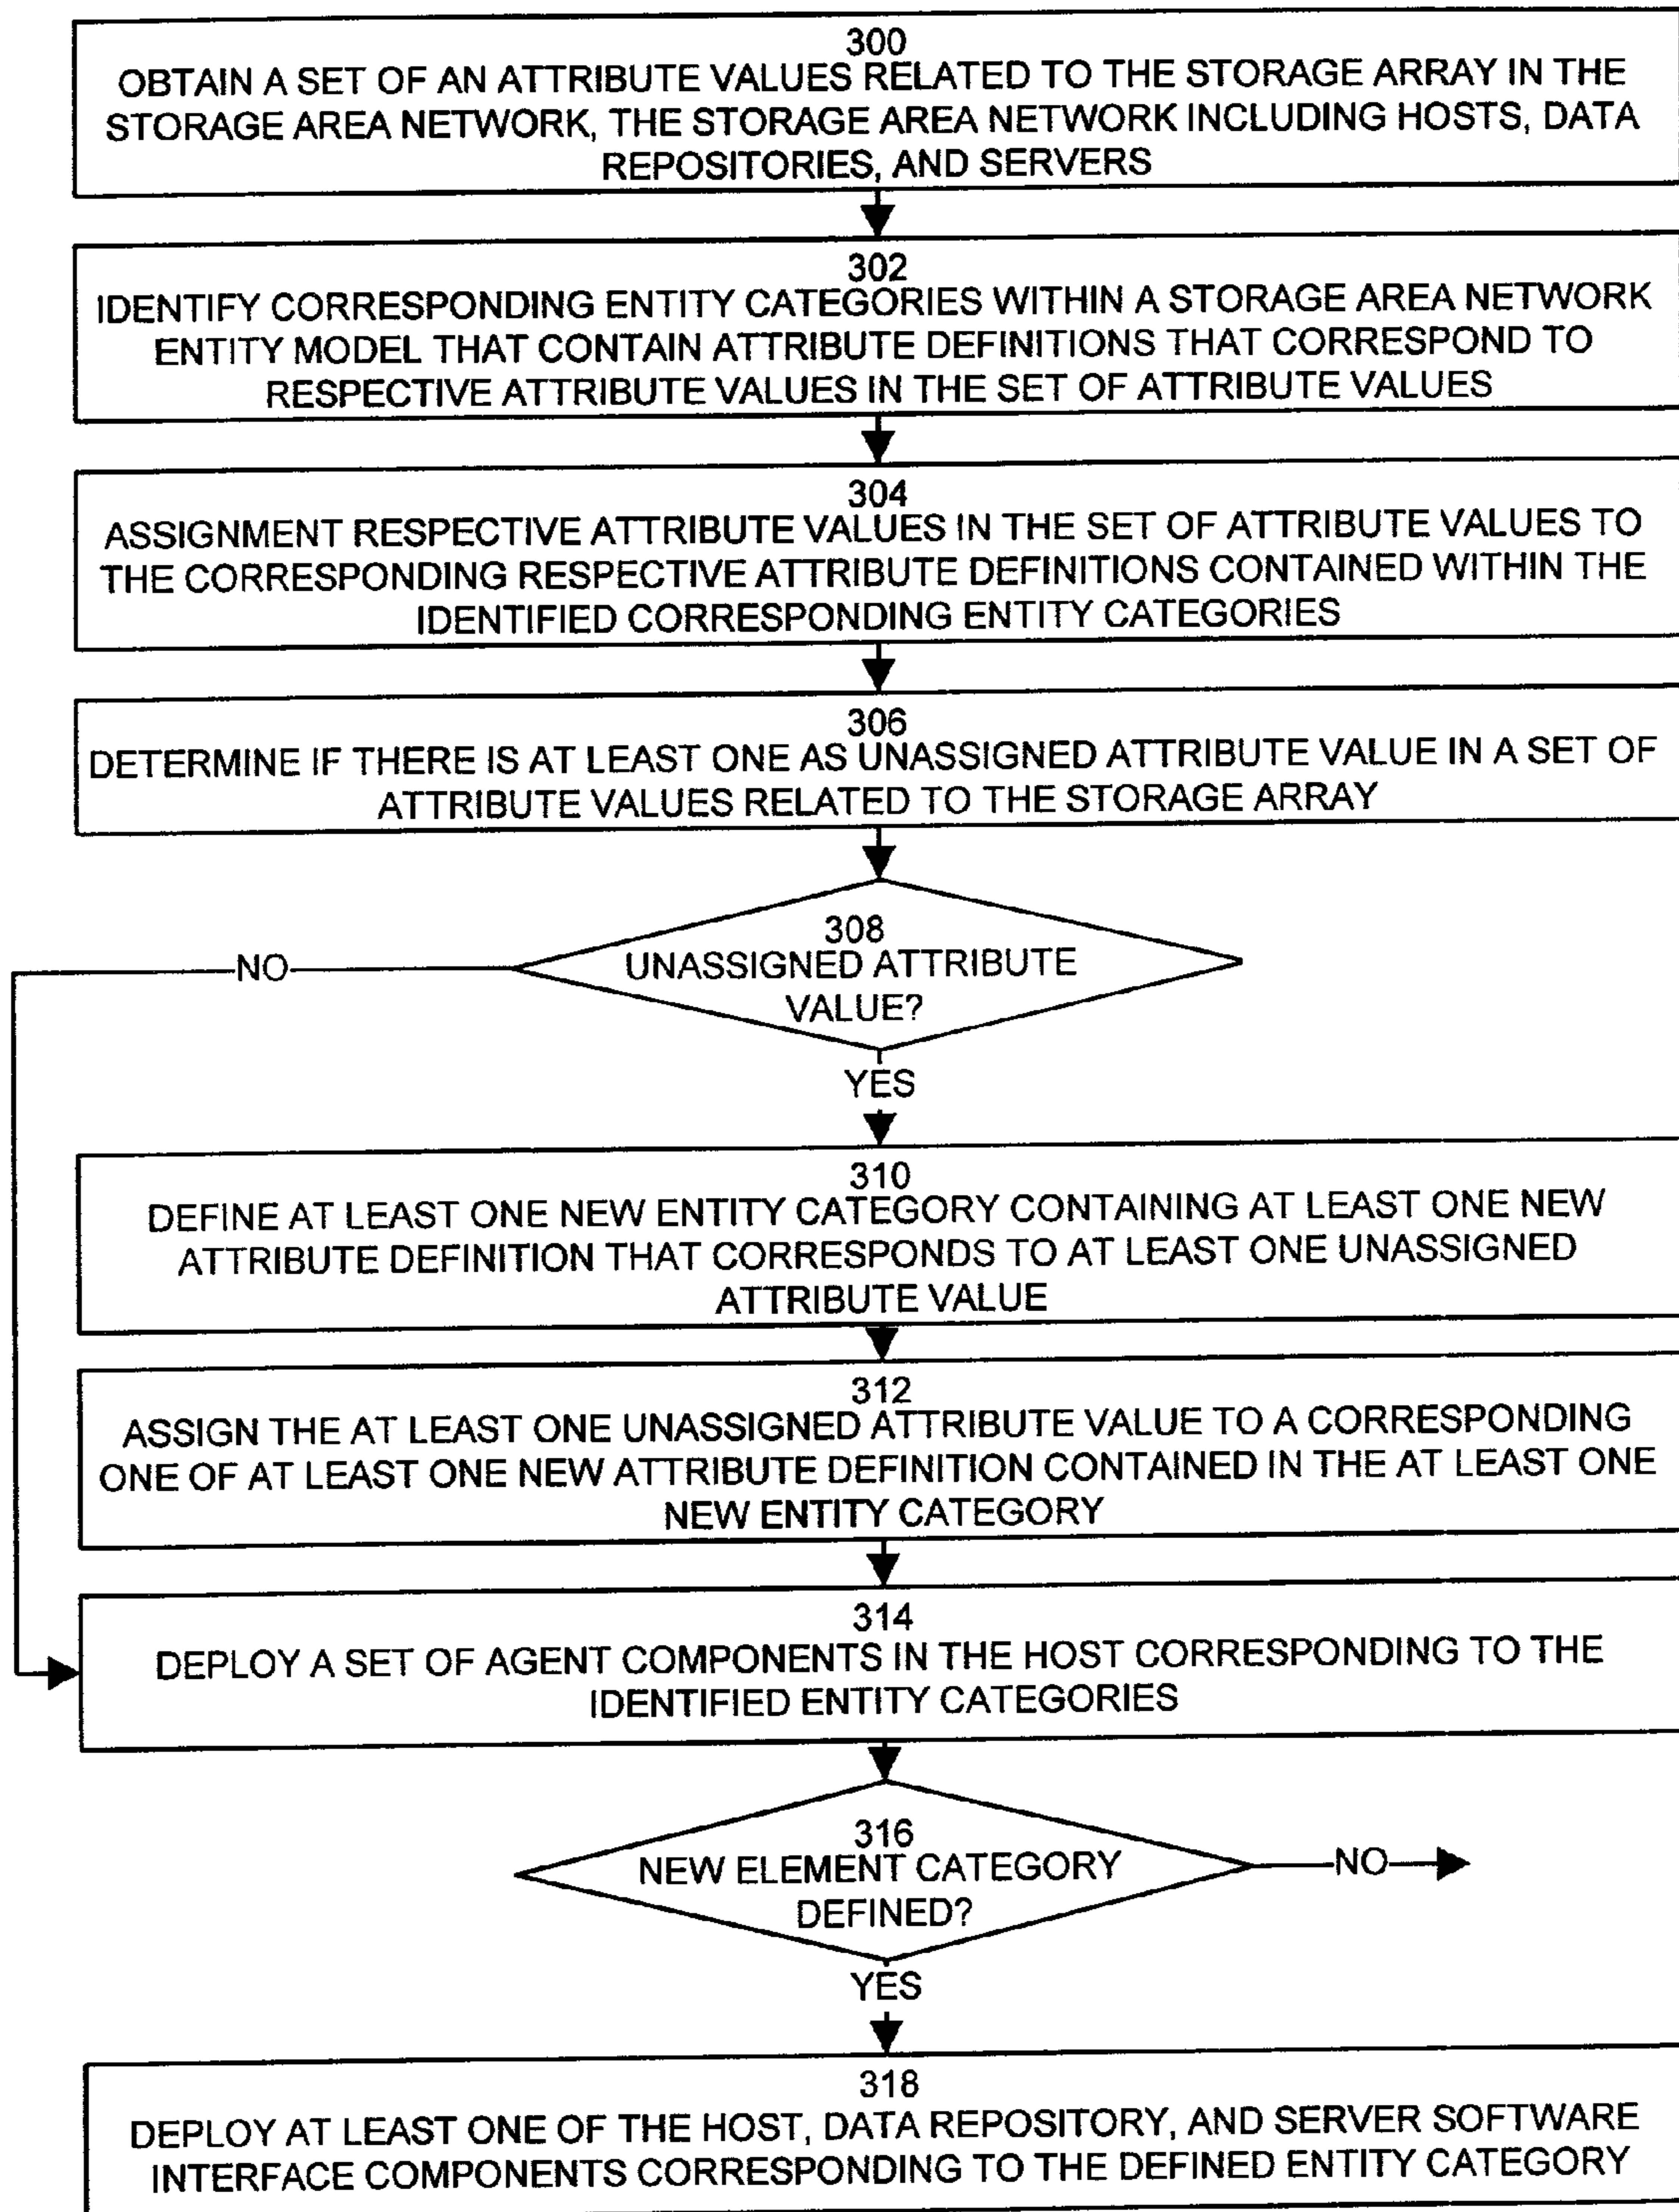 300
OBTAIN A SET OF AN ATTRIBUTE VALUES RELATED TO THE STORAGE ARRAY IN THE
STORAGE AREA NETWORK, THE STORAGE AREA NETWORK INCLUDING HOSTS, DATA
REPOSITORIES, AND SERVERS
302
IDENTIFY CORRESPONDING ENTITY CATEGORIES WITHIN A STORAGE AREA NETWORK
ENTITY MODEL THAT CONTAIN ATTRIBUTE DEFINITIONS THAT CORRESPOND TO
RESPECTIVE ATTRIBUTE VALUES IN THE SET OF ATTRIBUTE VALUES
304
ASSIGNMENT RESPECTIVE ATTRIBUTE VALUES IN THE SET OF ATTRIBUTE VALUES TO
THE CORRESPONDING RESPECTIVE ATTRIBUTE DEFINITIONS CONTAINED WITHIN THE
IDENTIFIED CORRESPONDING ENTITY CATEGORIES
306
DETERMINE IF THERE IS AT LEAST ONE AS UNASSIGNED ATTRIBUTE VALUE IN A SET OF
ATTRIBUTE VALUES RELATED TO THE STORAGE ARRAY
308
UNASSIGNED ATTRIBUTE
VALUE?
NO
YES
310
DEFINE AT LEAST ONE NEW ENTITY CATEGORY CONTAINING AT LEAST ONE NEW
ATTRIBUTE DEFINITION THAT CORRESPONDS TO AT LEAST ONE UNASSIGNED
ATTRIBUTE VALUE
312
ASSIGN THE AT LEAST ONE UNASSIGNED ATTRIBUTE VALUE TO A CORRESPONDING
ONE OF AT LEAST ONE NEW ATTRIBUTE DEFINITION CONTAINED IN THE AT LEAST ONE
NEW ENTITY CATEGORY
314
DEPLOY A SET OF AGENT COMPONENTS IN THE HOST CORRESPONDING TO THE
IDENTIFIED ENTITY CATEGORIES
316
NEW ELEMENT CATEGORY
DEFINED?
NO
YES
318
DEPLOY AT LEAST ONE OF THE HOST, DATA REPOSITORY, AND SERVER SOFTWARE
INTERFACE COMPONENTS CORRESPONDING TO THE DEFINED ENTITY CATEGORY